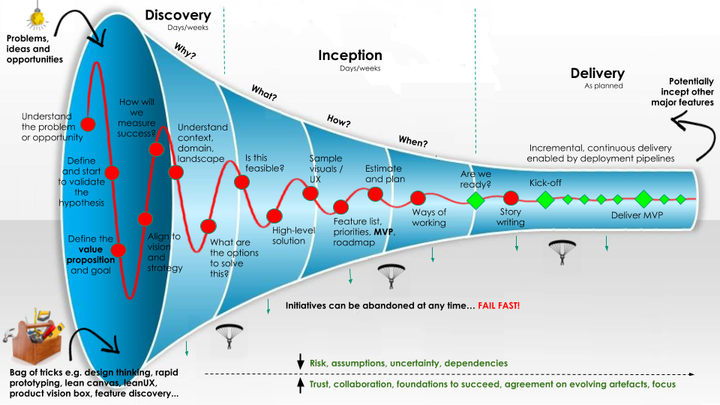 Discovery
Days/weeks
Inception
Days/weeks
Delivery
As planned
Problems,
ideas and
opportunities
Potentially
incept other
major features
Why?
What?
How?
When?
Understand
the problem
or opportunity
Define
and start
to validate
the
hypothesis
Define the
value
proposition
and goal
How will
we
measure
success?
Align to
vision
and
strategy
Understand
context,
domain,
landscape
What are
the options
to solve
this?
Is this
feasible?
High-level
solution
Sample
visuals /
UX
Feature list,
priorities, MVP,
roadmap
Estimate
and plan
Ways of
working
Are we
ready?
Story
writing
Incremental, continuous delivery
enabled by deployment pipelines
Kick-off
Deliver MVP
Initiatives can be abandoned at any time... FAIL FAST!
Bag of tricks e.g. design thinking, rapid
prototyping, lean canvas, leanUX,
product vision box, feature discovery...
Risk, assumptions, uncertainty, dependencies
Trust, collaboration, foundations to succeed, agreement on evolving artefacts, focus